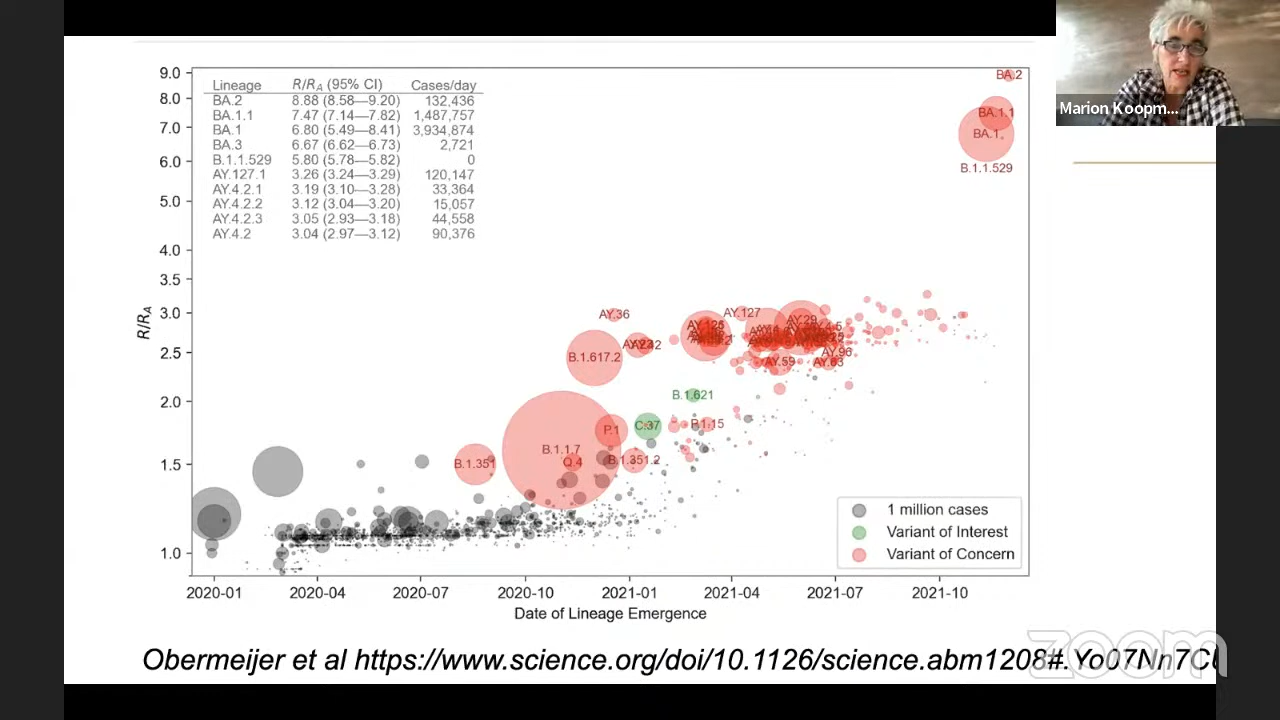 Marion Koopm...
Lineage R/RA (95% CI) Cases/day
BA.2 8.88 (8.58—9.20) 132,436
BA.1.1 7.47 (7.14—7.82) 1,487,757
BA.1 6.80 (5.49—8.41) 3,934,874
BA.3 6.67 (6.62—6.73) 2,721
B.1.1.529 5.80 (5.78—5.82) 0
AY.127.1 3.26 (3.24—3.29) 120,147
AY.4.2.1 3.19 (3.10—3.28) 33,364
AY.4.2.2 3.12 (3.04—3.20) 15,057
AY.4.2.3 3.05 (2.93—3.18) 44,558
AY.4.2 3.04 (2.97—3.12) 90,376
9.0
8.0
7.0
6.0
5.0
4.0
3.5
3.0
2.5
2.0
1.5
1.0
R/RA
BA.2
BA.1.1
BA.1
B.1.1.529
AY.36
AY.127
AY.125
AY.29
B.1.617.2
AY.96
AY.59
AY.63
B.1.621
P.1
C.37
P.1.15
B.1.1.7
B.1.351
Q.4
B.1.351.2
1 million cases
Variant of Interest
Variant of Concern
2020-01 2020-04 2020-07 2020-10 2021-01 2021-04 2021-07 2021-10
Date of Lineage Emergence
zoom
Obermeijer et al https://www.science.org/doi/10.1126/science.abm1208#.Yo07Nn7CU